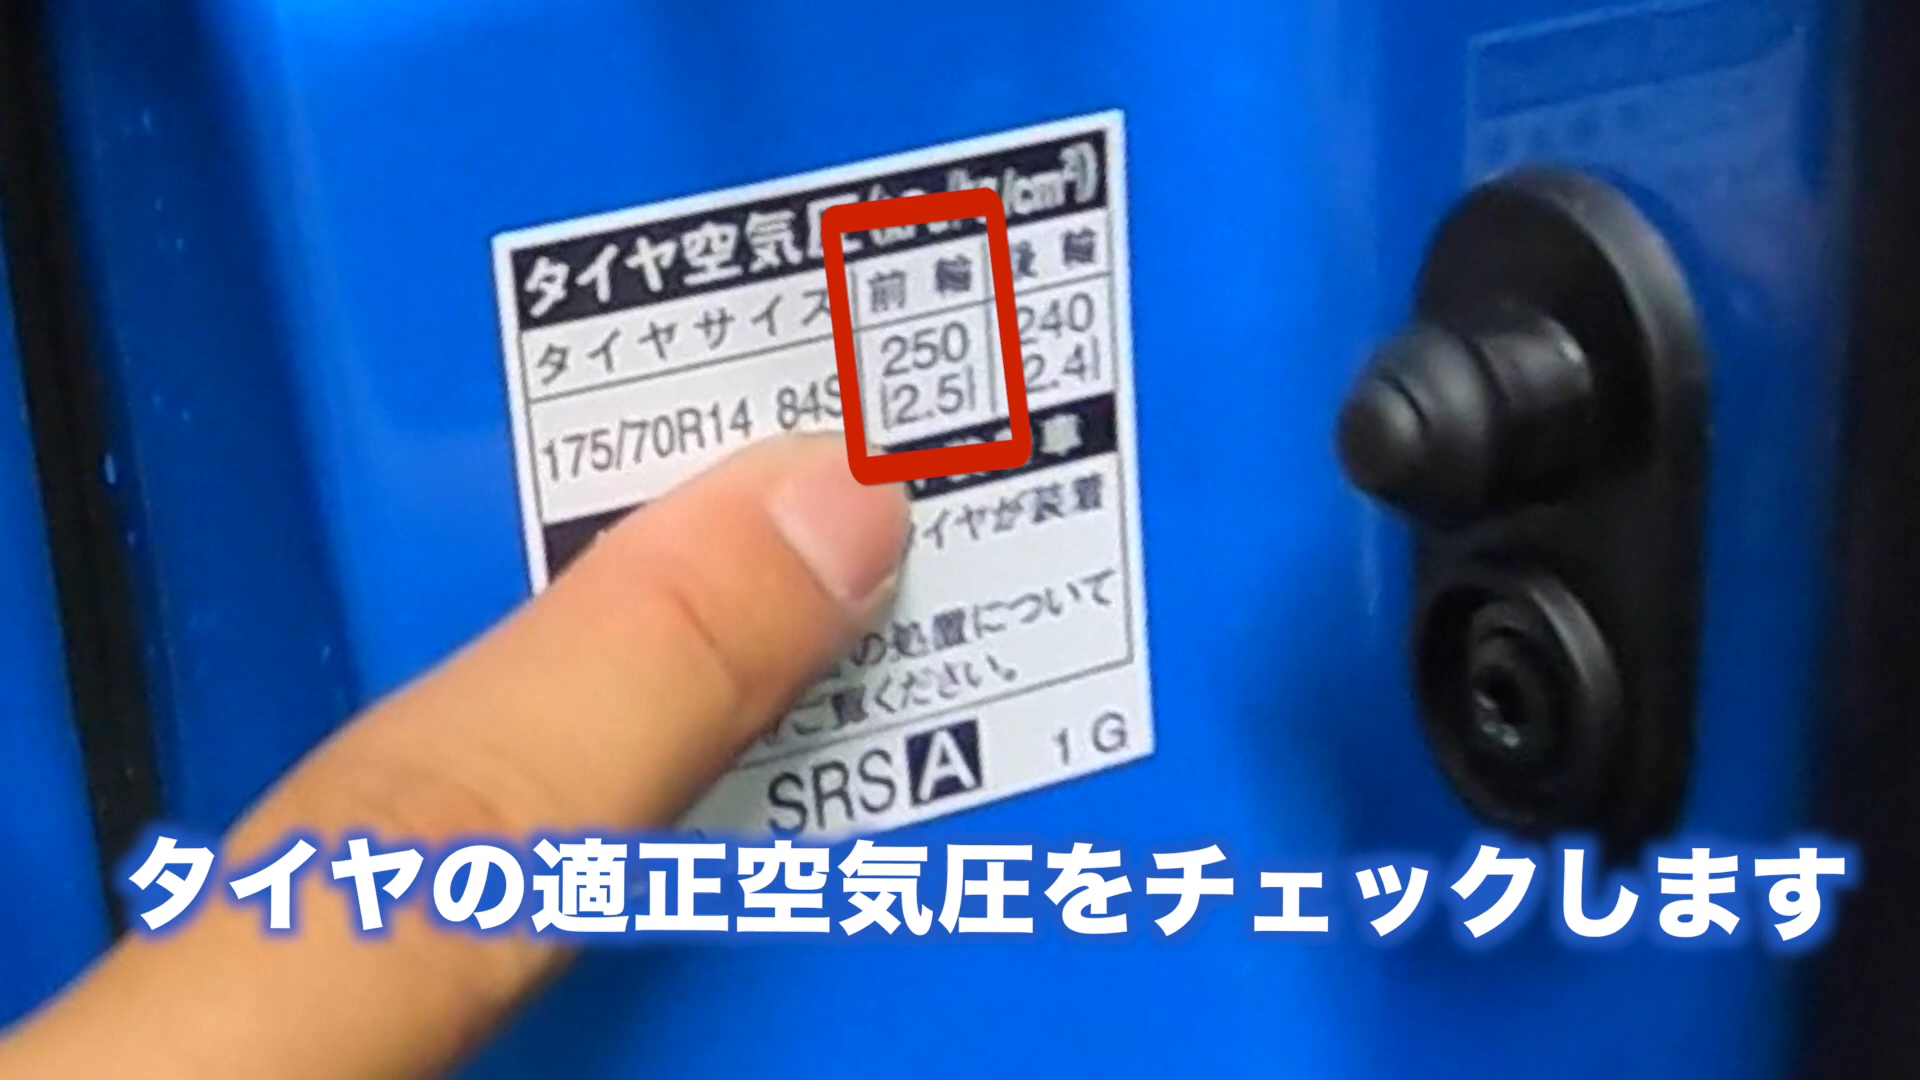 タイヤ空気圧 /cm²)
タイヤサイズ 前輪 後輪
175/70R14 84S 250 240
[2.5] 2.4]
イヤが装着
の処置について
ご覧ください。
SRS A 1G
タイヤの適正空気圧をチェックします